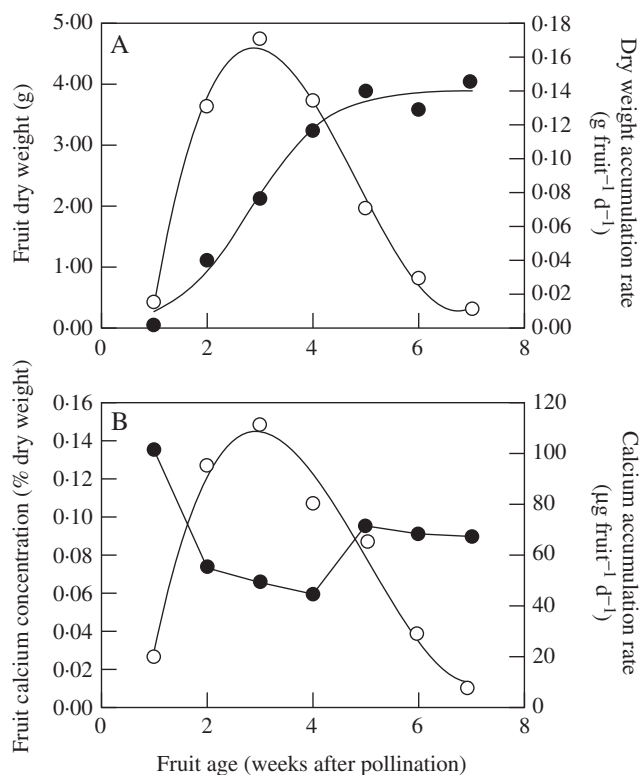 A
5·00
4·00
3·00
2·00
1·00
0·00
Fruit dry weight (g)
0·18
0·16
0·14
0·12
0·10
0·08
0·06
0·04
0·02
0·00
Dry weight accumulation rate
(g fruit⁻¹ d⁻¹)
0 2 4 6 8
B
0·16
0·14
0·12
0·10
0·08
0·06
0·04
0·02
0·00
Fruit calcium concentration (% dry weight)
120
100
80
60
40
20
0
Calcium accumulation rate
(µg fruit⁻¹ d⁻¹)
0 2 4 6 8
Fruit age (weeks after pollination)